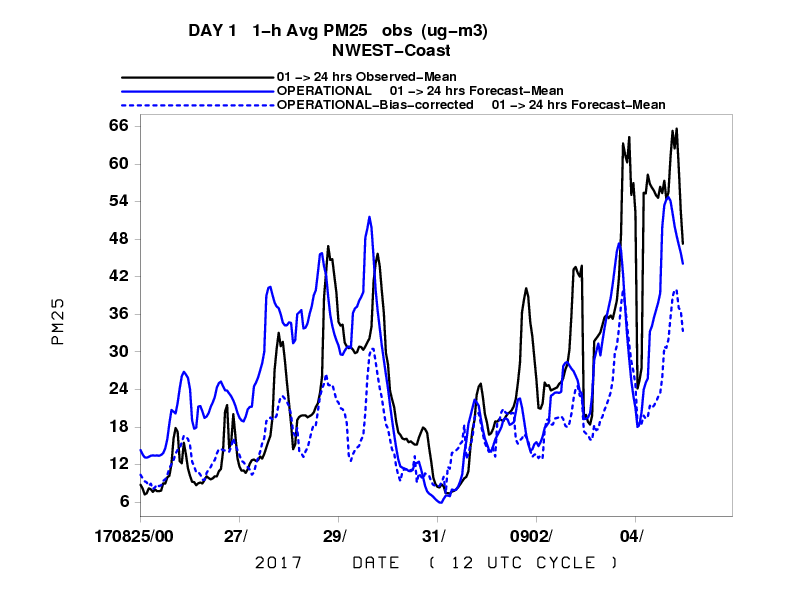 DAY 1   1-h Avg PM25   obs  (ug-m3)
NWEST-Coast
01 -> 24 hrs Observed-Mean
OPERATIONAL    01 -> 24 hrs Forecast-Mean
OPERATIONAL-Bias-corrected    01 -> 24 hrs Forecast-Mean
66
60
54
48
42
36
30
24
18
12
6
PM25
170825/00 27/ 29/ 31/ 0902/ 04/
2017    DATE   ( 12 UTC CYCLE )